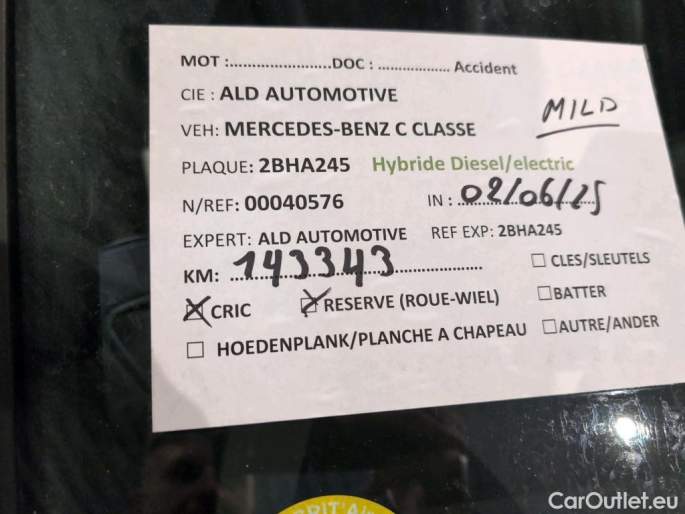 MOT :.......................DOC : .................. Accident
CIE : ALD AUTOMOTIVE
MILD
VEH: MERCEDES-BENZ C CLASSE
PLAQUE: 2BHA245 Hybride Diesel/electric
N/REF: 00040576 IN : 02/06/25
EXPERT: ALD AUTOMOTIVE REF EXP: 2BHA245
KM: 143343
CLES/SLEUTELS
CRIC RESERVE (ROUE-WIEL) BATTER
HOEDENPLANK/PLANCHE A CHAPEAU AUTRE/ANDER
CarOutlet.eu